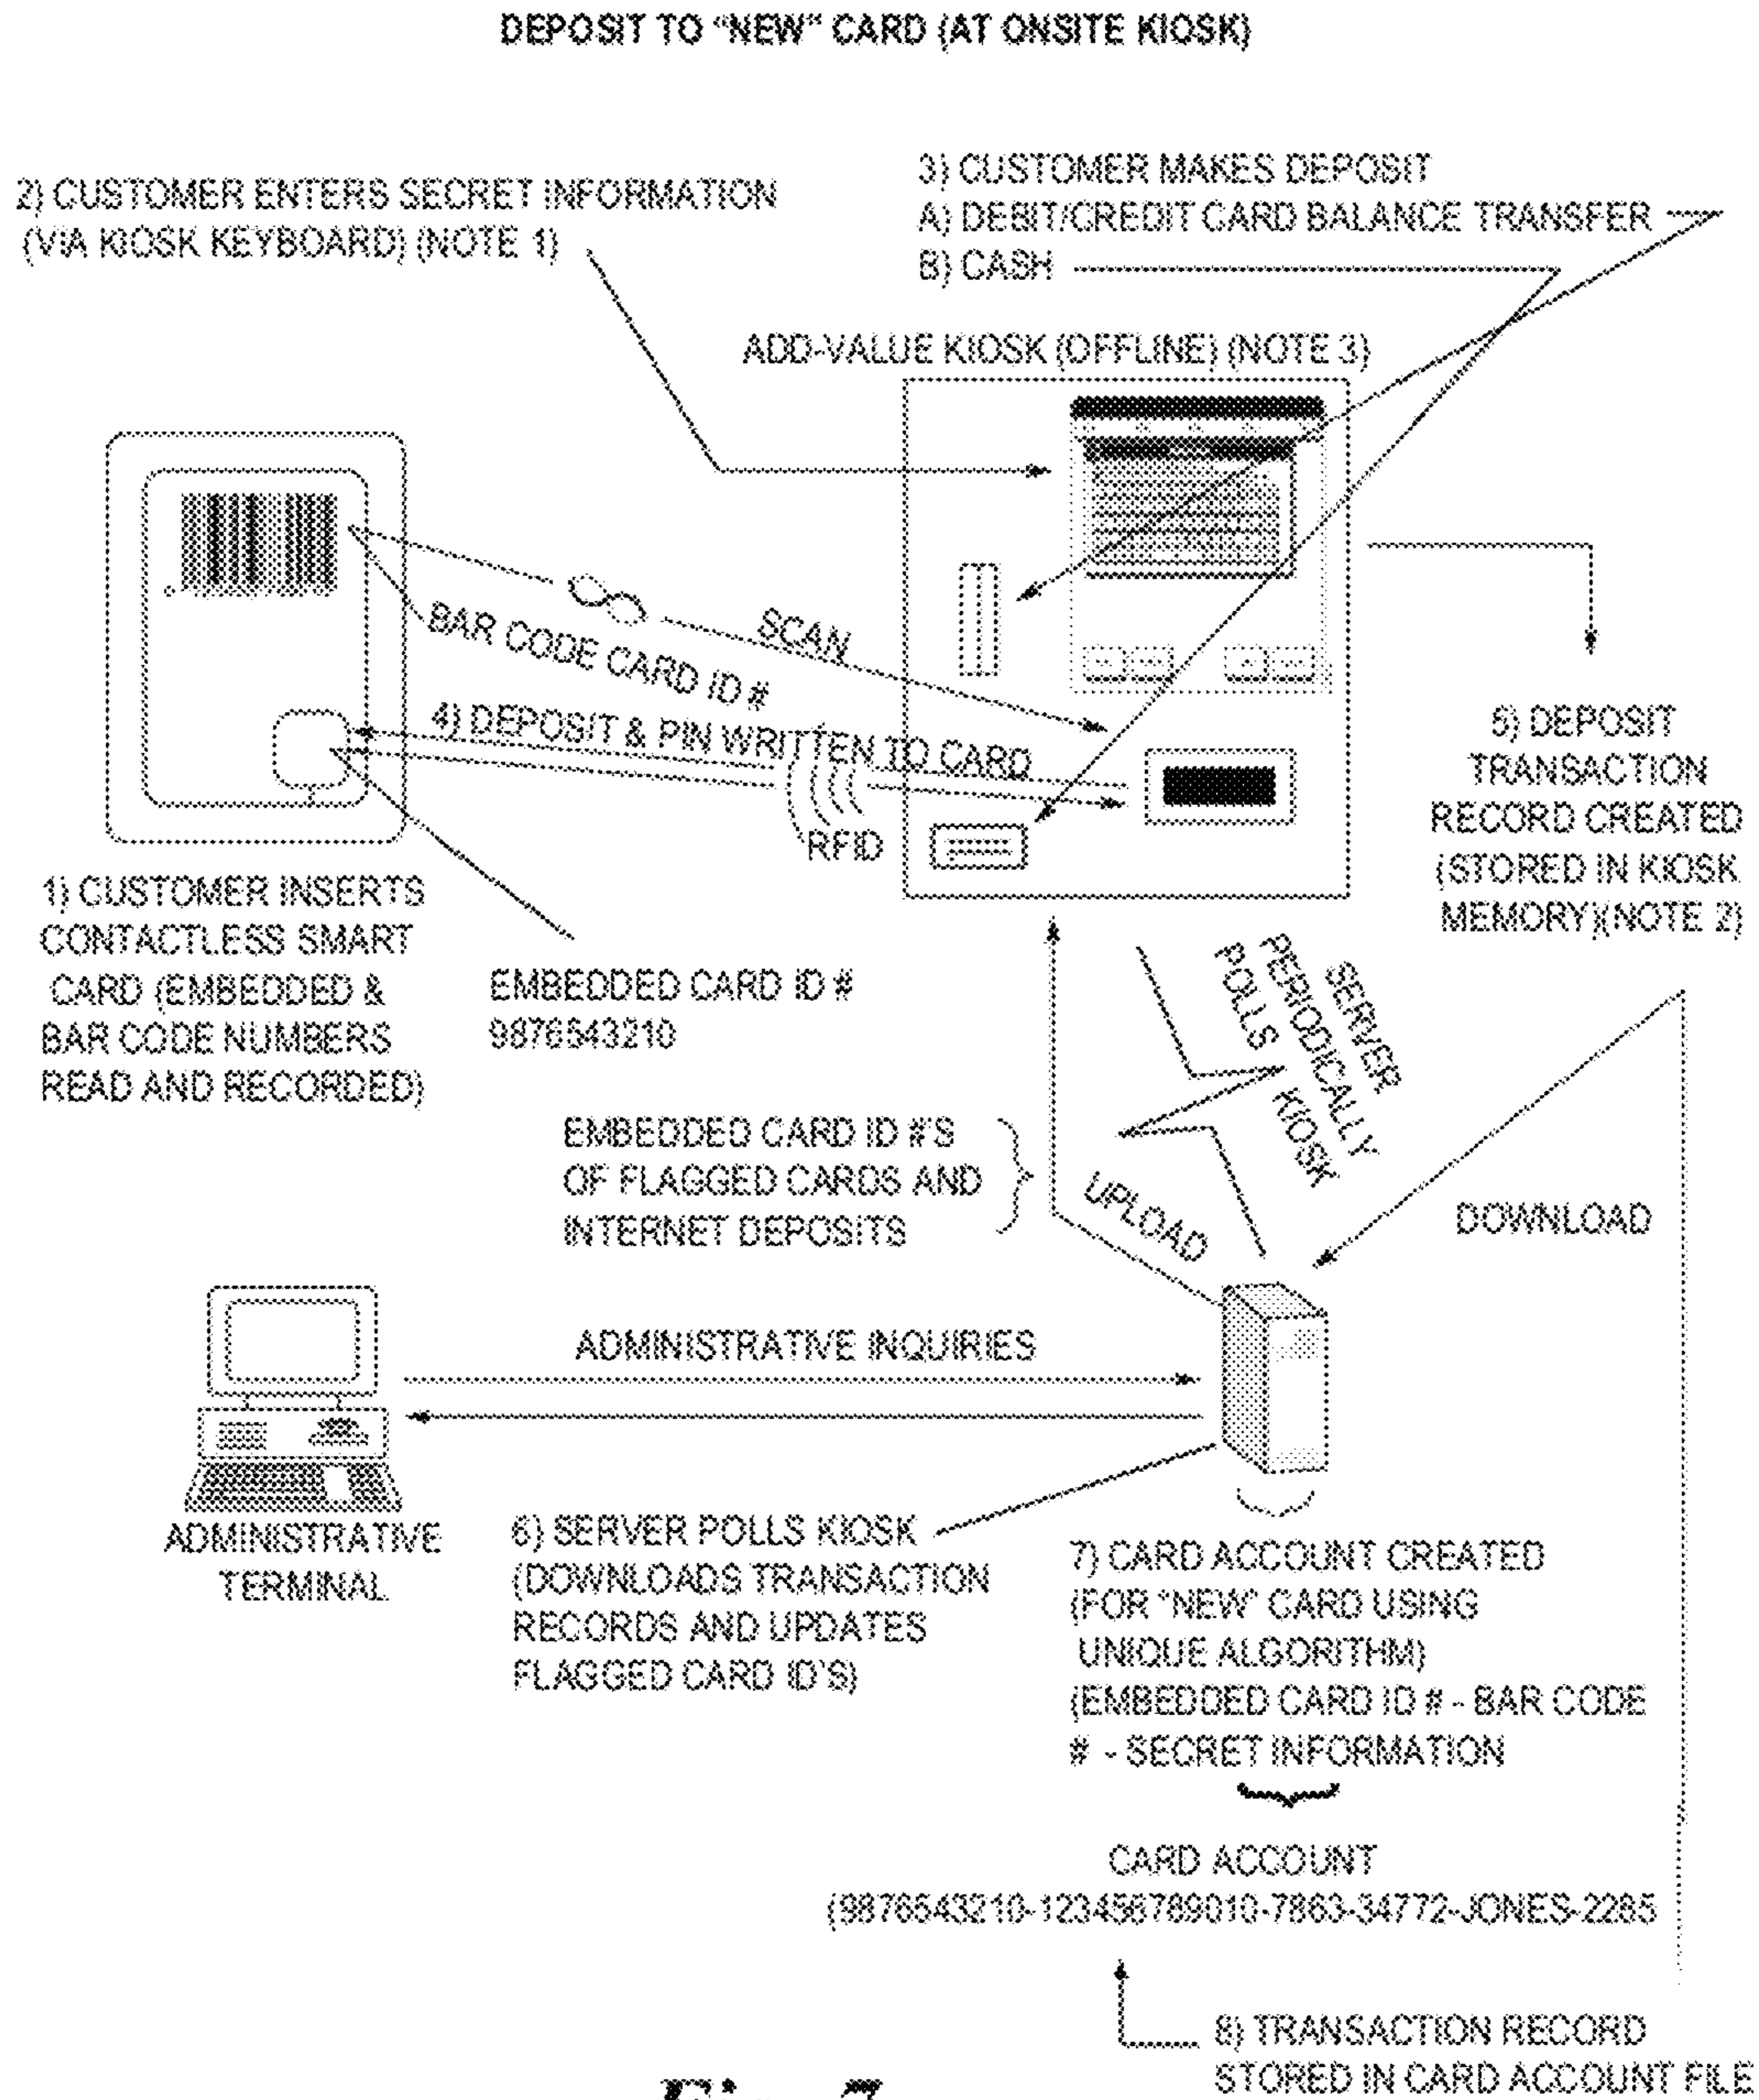 DEPOSIT TO "NEW" CARD (AT ONSITE KIOSK)
2) CUSTOMER ENTERS SECRET INFORMATION
(VIA KIOSK KEYBOARD) (NOTE 1)
3) CUSTOMER MAKES DEPOSIT
A) DEBIT/CREDIT CARD BALANCE TRANSFER
B) CASH
ADD-VALUE KIOSK (OFFLINE) (NOTE 3)
SCAN
BAR CODE CARD ID #
4) DEPOSIT & PIN WRITTEN TO CARD
RFID
5) DEPOSIT
TRANSACTION
RECORD CREATED
(STORED IN KIOSK
MEMORY)(NOTE 2)
1) CUSTOMER INSERTS
CONTACTLESS SMART
CARD (EMBEDDED &
BAR CODE NUMBERS
READ AND RECORDED)
EMBEDDED CARD ID #
9876543210
SERVER
PERIODICALLY
POLLS KIOSK
EMBEDDED CARD ID #'S
OF FLAGGED CARDS AND
INTERNET DEPOSITS
UPLOAD
DOWNLOAD
ADMINISTRATIVE INQUIRIES
ADMINISTRATIVE
TERMINAL
6) SERVER POLLS KIOSK
(DOWNLOADS TRANSACTION
RECORDS AND UPDATES
FLAGGED CARD ID'S)
7) CARD ACCOUNT CREATED
(FOR "NEW" CARD USING
UNIQUE ALGORITHM)
(EMBEDDED CARD ID # - BAR CODE
# - SECRET INFORMATION
CARD ACCOUNT
(9876543210-123456789010-7863-34772-JONES-2285
8) TRANSACTION RECORD
STORED IN CARD ACCOUNT FILE